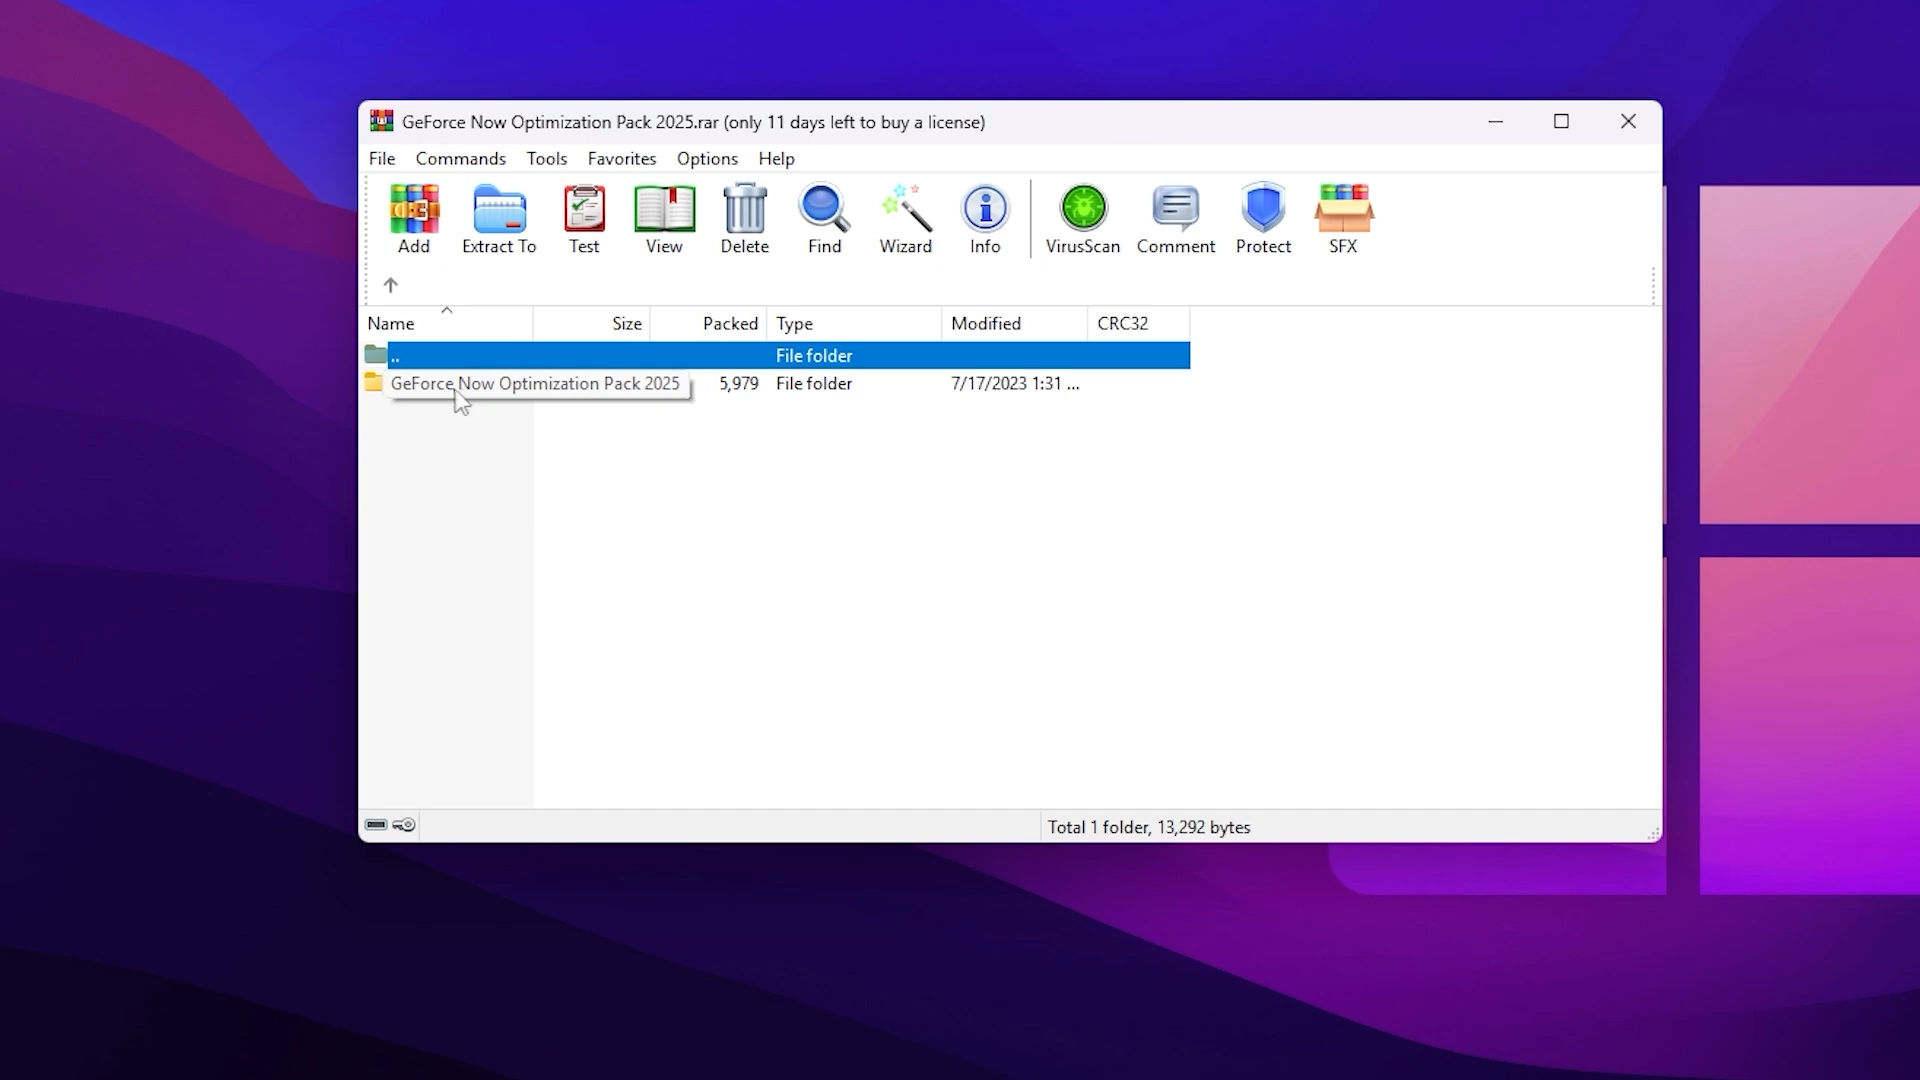 GeForce Now Optimization Pack 2025.rar (only 11 days left to buy a license)
File Commands Tools Favorites Options Help
Add Extract To Test View Delete Find Wizard Info VirusScan Comment Protect SFX
Name Size Packed Type Modified CRC32
.. File folder
GeForce Now Optimization Pack 2025 5,979 File folder 7/17/2023 1:31 ...
Total 1 folder, 13,292 bytes